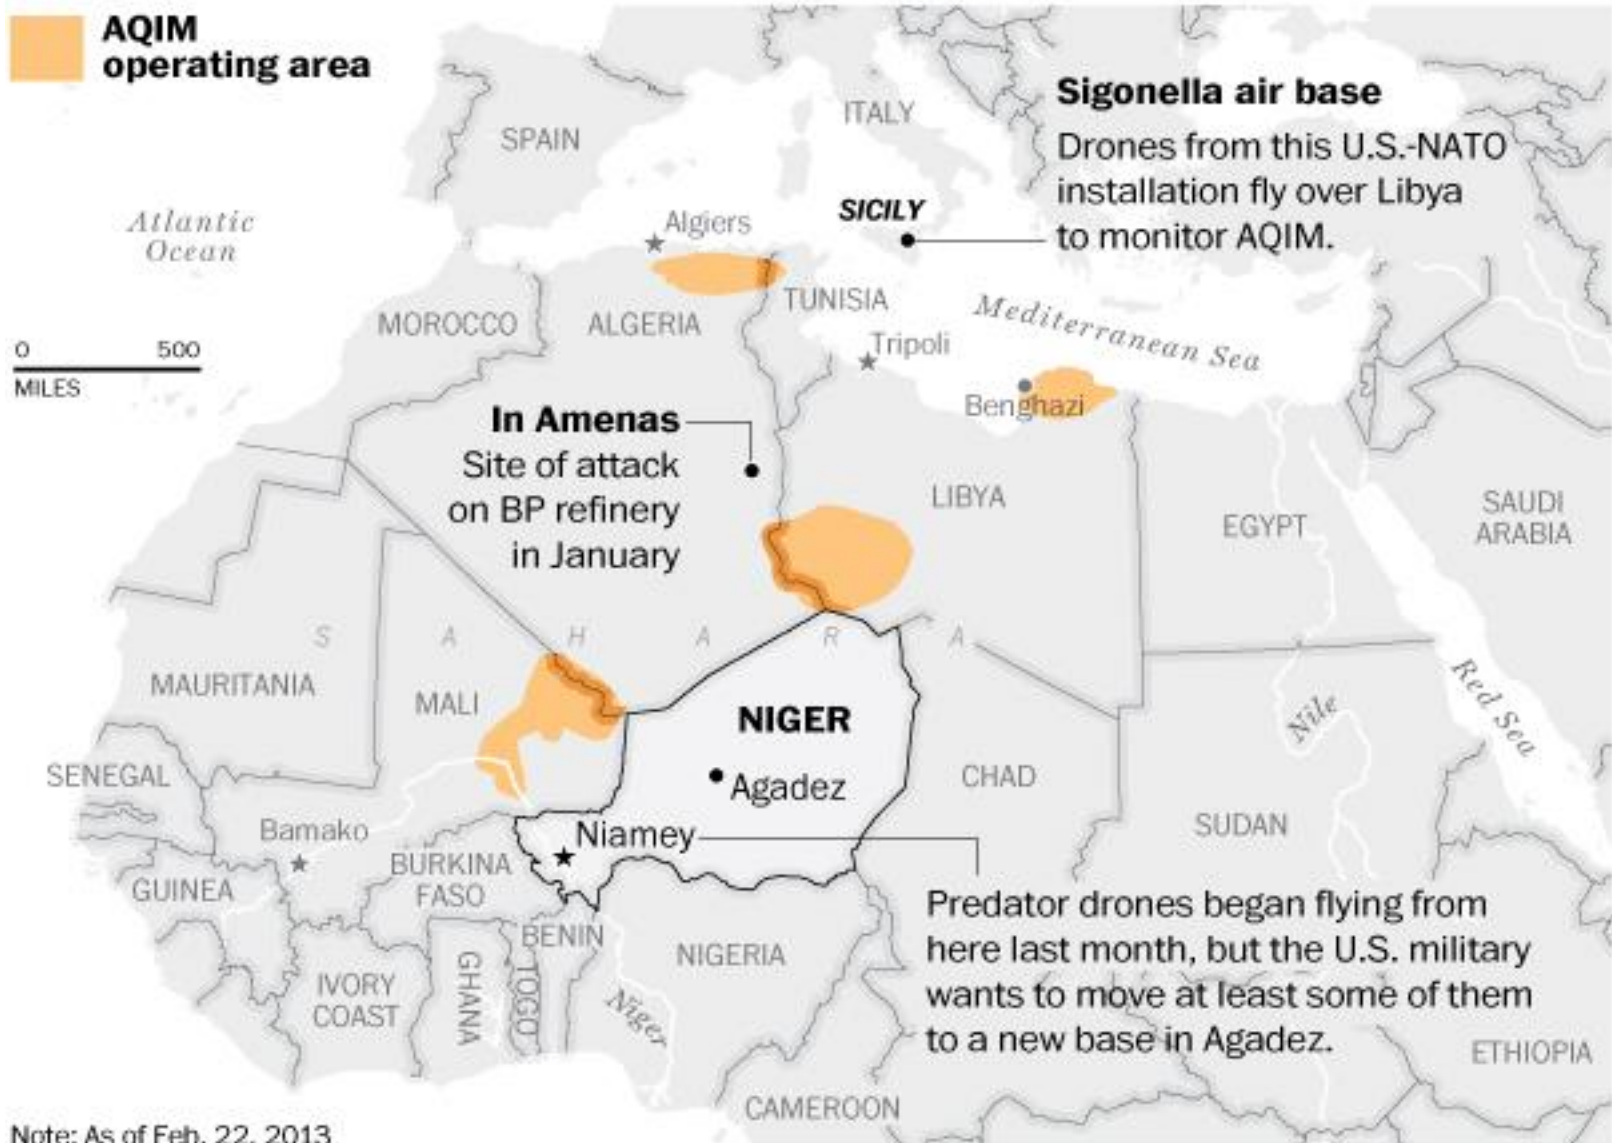 AQIM
operating area
Sigonella air base
Drones from this U.S.-NATO
installation fly over Libya
to monitor AQIM.
ITALY
SPAIN
SICILY
Atlantic
Ocean
Algiers
TUNISIA
Mediterranean Sea
MOROCCO
ALGERIA
Tripoli
0 500
MILES
Benghazi
In Amenas
Site of attack
on BP refinery
in January
LIBYA
EGYPT
SAUDI
ARABIA
S A H A R A
MAURITANIA
MALI
NIGER
Agadez
Nile
Red Sea
SENEGAL
CHAD
SUDAN
Bamako
Niamey
BURKINA
FASO
GUINEA
Predator drones began flying from
here last month, but the U.S. military
wants to move at least some of them
to a new base in Agadez.
BENIN
NIGERIA
IVORY
COAST
GHANA
TOGO
Niger
ETHIOPIA
CAMEROON
Note: As of Feb. 22, 2013